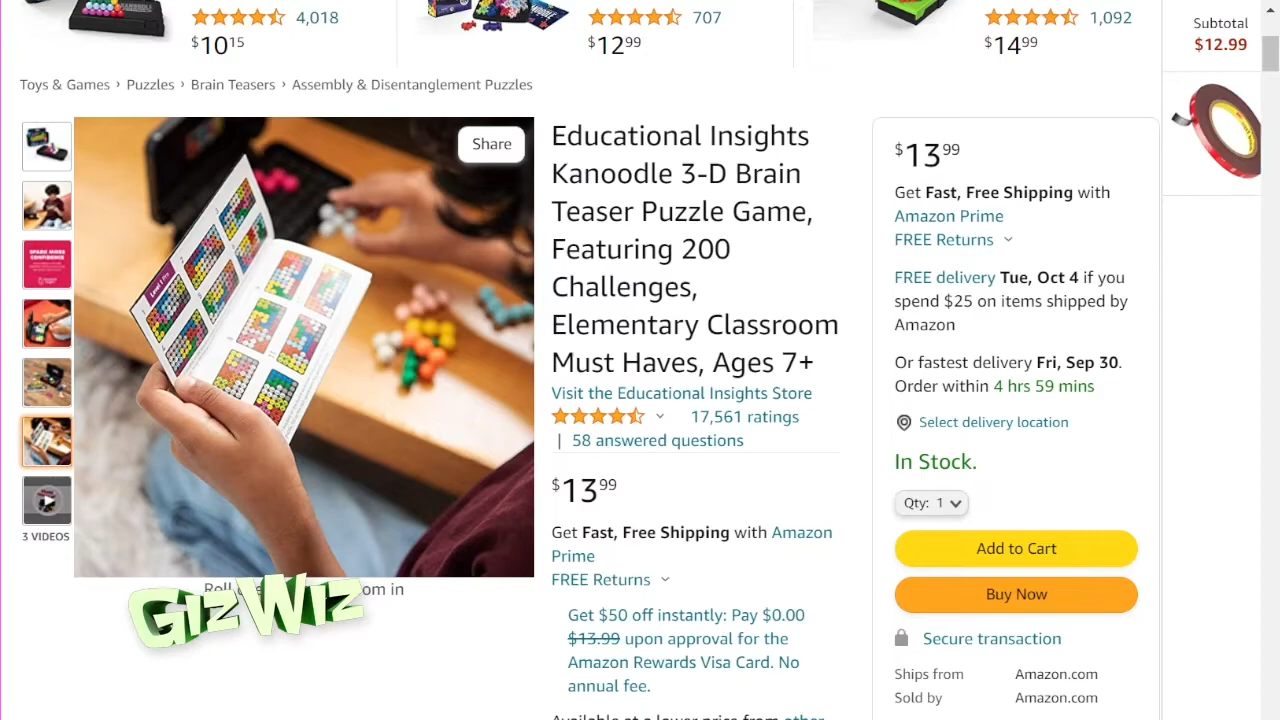 4,018
$10 15
707
$12 99
1,092
$14 99
Subtotal
$12.99
Toys & Games › Puzzles › Brain Teasers › Assembly & Disentanglement Puzzles
Share
3 VIDEOS
GizWiz
Educational Insights
Kanoodle 3-D Brain
Teaser Puzzle Game,
Featuring 200
Challenges,
Elementary Classroom
Must Haves, Ages 7+
Visit the Educational Insights Store
17,561 ratings
| 58 answered questions
$13 99
Get Fast, Free Shipping with Amazon
Prime
FREE Returns
Get $50 off instantly: Pay $0.00
$13.99 upon approval for the
Amazon Rewards Visa Card. No
annual fee.
Available at a lower price from other
$13 99
Get Fast, Free Shipping with
Amazon Prime
FREE Returns
FREE delivery Tue, Oct 4 if you
spend $25 on items shipped by
Amazon
Or fastest delivery Fri, Sep 30.
Order within 4 hrs 59 mins
Select delivery location
In Stock.
Qty: 1
Add to Cart
Buy Now
Secure transaction
Ships from Amazon.com
Sold by Amazon.com